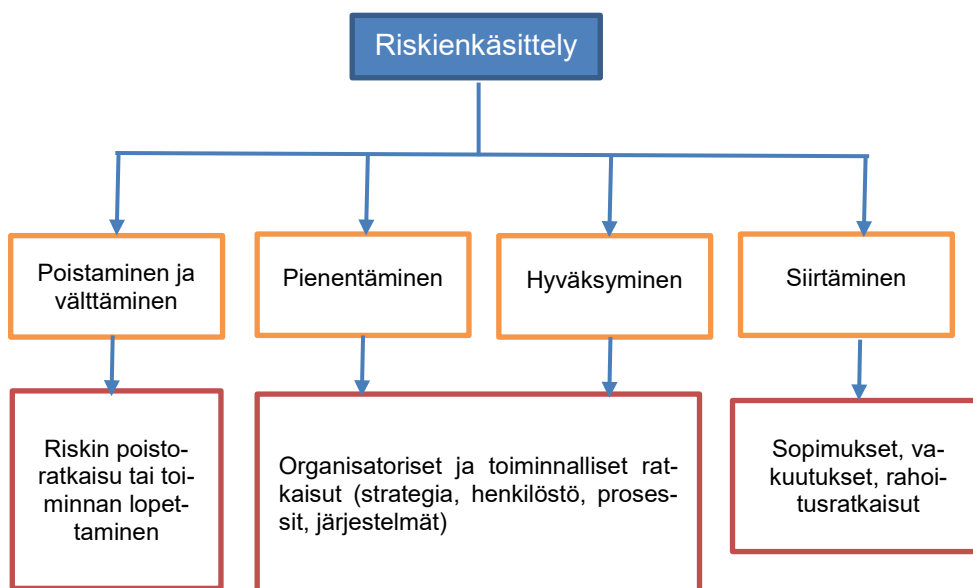 Riskienkäsittely
Poistaminen ja
välttäminen
Pienentäminen
Hyväksyminen
Siirtäminen
Riskin poisto-
ratkaisu tai toi-
minnan lopet-
taminen
Organisatoriset ja toiminnalliset rat-
kaisut (strategia, henkilöstö, proses-
sit, järjestelmät)
Sopimukset, va-
kuutukset, rahoi-
tusratkaisut